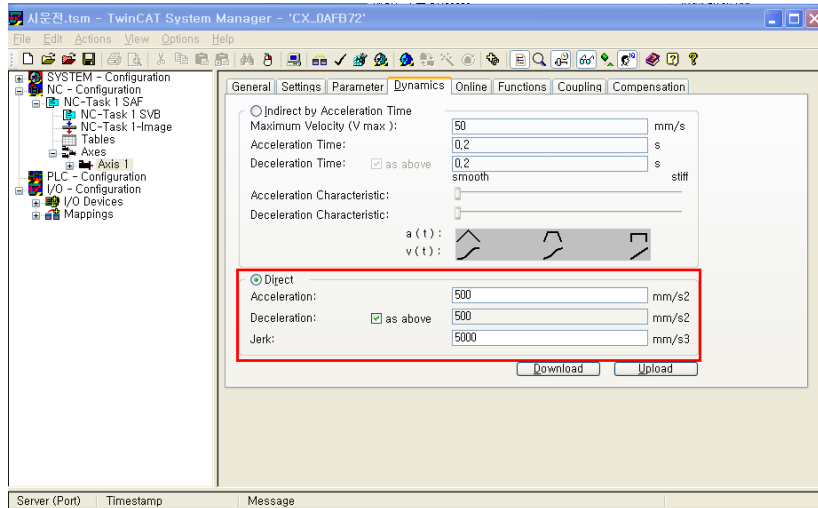 시운전.tsm - TwinCAT System Manager - 'CX_0AFB72'
File Edit Actions View Options Help
SYSTEM - Configuration
NC - Configuration
NC-Task 1 SAF
NC-Task 1 SVB
NC-Task 1-Image
Tables
Axes
Axis 1
PLC - Configuration
I/O - Configuration
I/O Devices
Mappings
General Settings Parameter Dynamics Online Functions Coupling Compensation
Indirect by Acceleration Time
Maximum Velocity (V max ): 50 mm/s
Acceleration Time: 0,2 s
Deceleration Time: as above 0,2 s
smooth stiff
Acceleration Characteristic:
Deceleration Characteristic:
a(t):
v(t):
Direct
Acceleration: 500 mm/s2
Deceleration: as above 500 mm/s2
Jerk: 5000 mm/s3
Download Upload
Server (Port) Timestamp Message